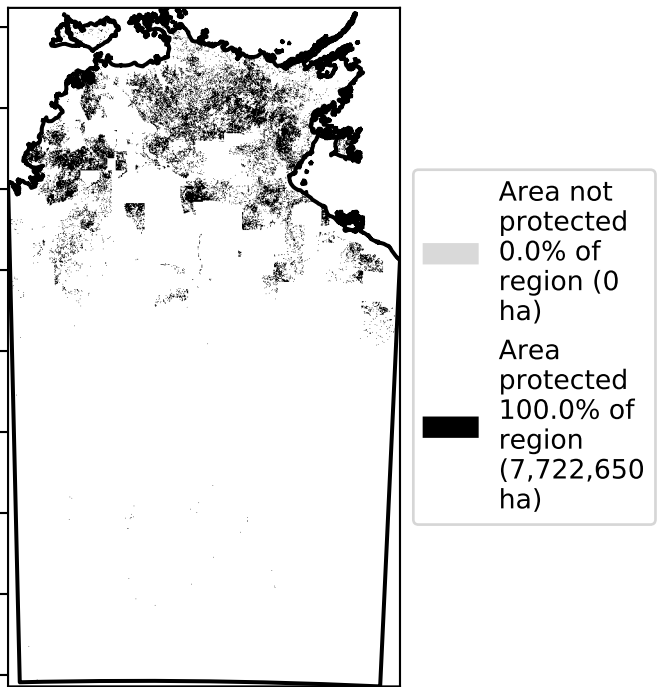 Area not
protected
0.0% of
region (0
ha)
Area
protected
100.0% of
region
(7,722,650
ha)